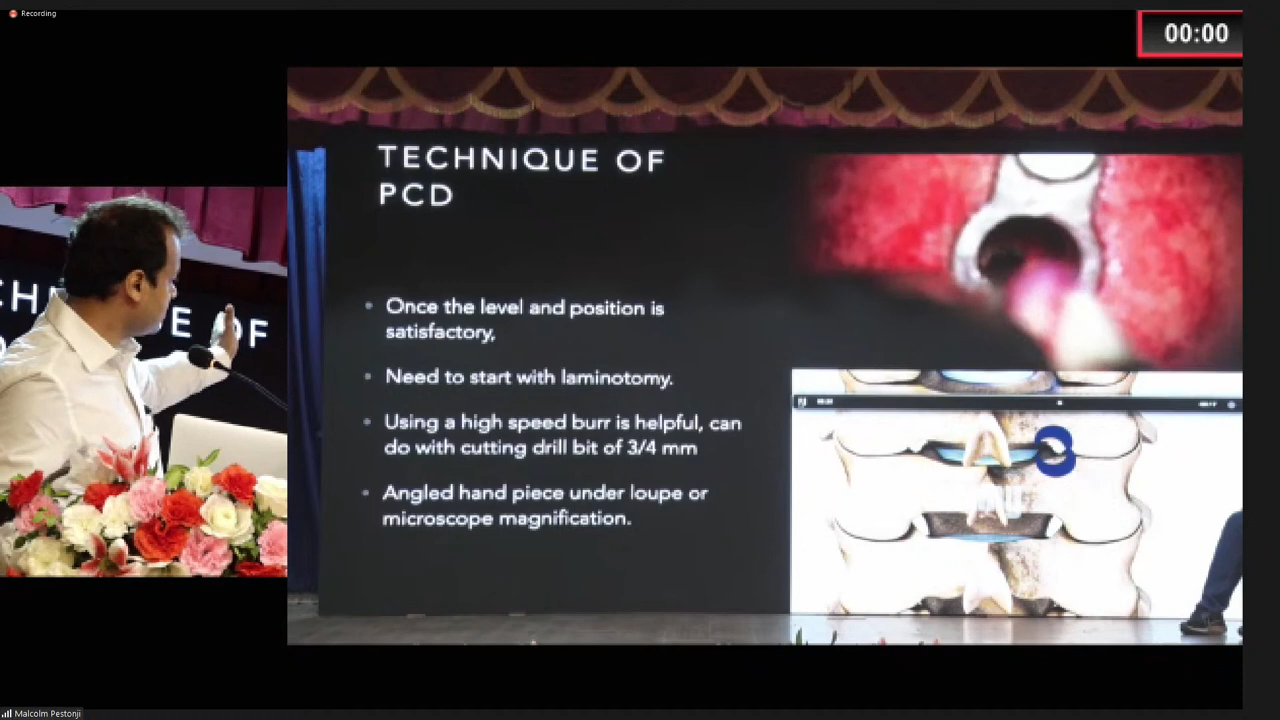 Recording
00:00
TECHNIQUE OF
PCD
• Once the level and position is
satisfactory,
• Need to start with laminotomy.
• Using a high speed burr is helpful, can
do with cutting drill bit of 3/4 mm
• Angled hand piece under loupe or
microscope magnification.
E OF
Malcolm Pestonji